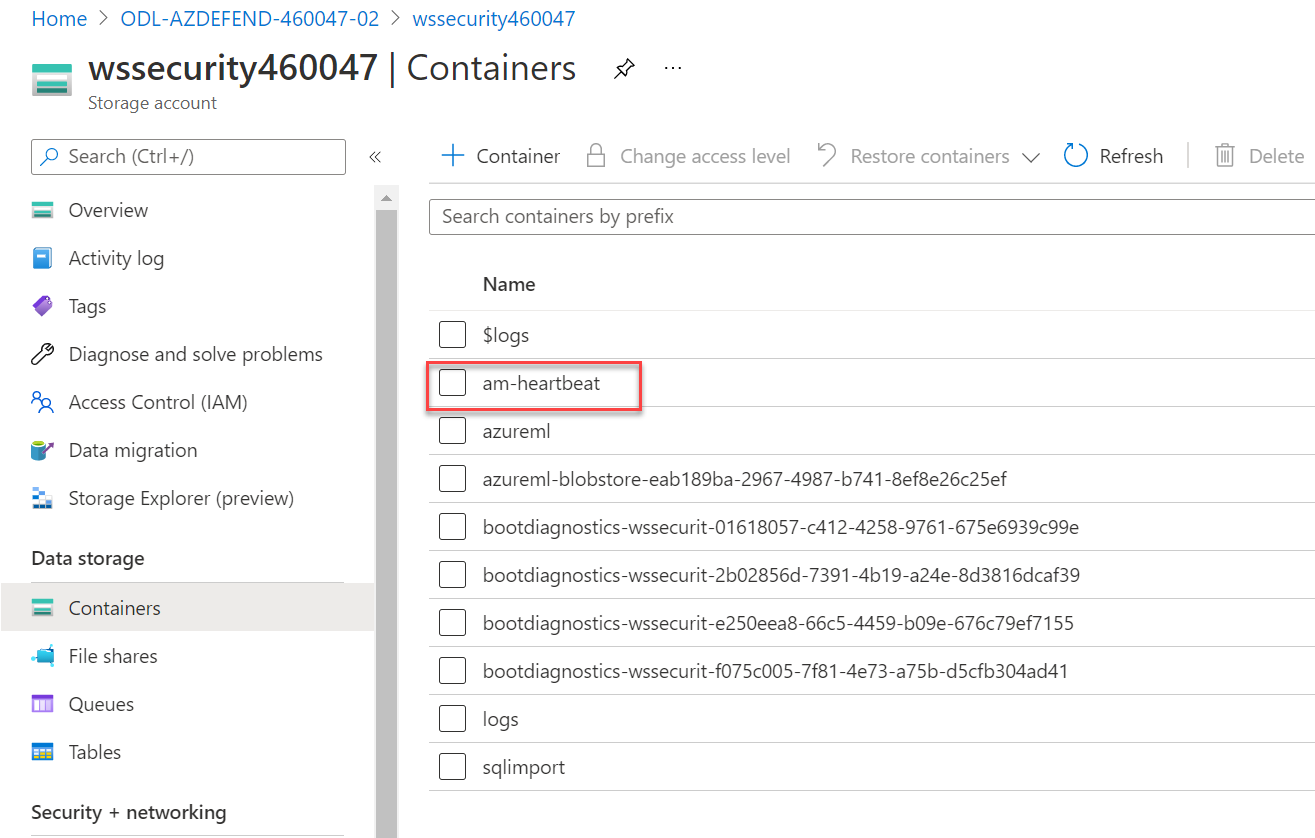 Home > ODL-AZDEFEND-460047-02 > wssecurity460047
wssecurity460047 | Containers ...
Storage account
Search (Ctrl+/) «
Overview
Activity log
Tags
Diagnose and solve problems
Access Control (IAM)
Data migration
Storage Explorer (preview)
Data storage
Containers
File shares
Queues
Tables
Security + networking
+ Container Change access level Restore containers Refresh | Delete
Search containers by prefix
Name
$logs
am-heartbeat
azureml
azureml-blobstore-eab189ba-2967-4987-b741-8ef8e26c25ef
bootdiagnostics-wssecurit-01618057-c412-4258-9761-675e6939c99e
bootdiagnostics-wssecurit-2b02856d-7391-4b19-a24e-8d3816dcaf39
bootdiagnostics-wssecurit-e250eea8-66c5-4459-b09e-676c79ef7155
bootdiagnostics-wssecurit-f075c005-7f81-4e73-a75b-d5cfb304ad41
logs
sqlimport